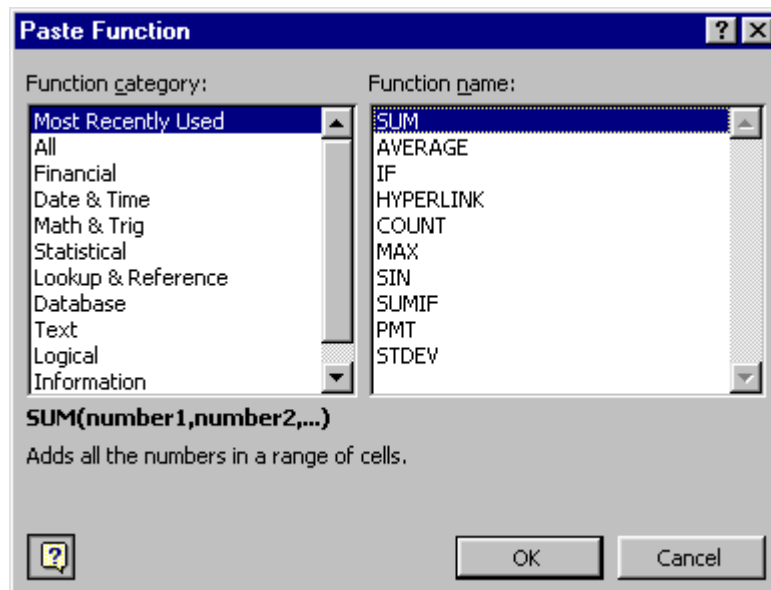 Paste Function
Function category:
Most Recently Used
All
Financial
Date & Time
Math & Trig
Statistical
Lookup & Reference
Database
Text
Logical
Information
Function name:
SUM
AVERAGE
IF
HYPERLINK
COUNT
MAX
SIN
SUMIF
PMT
STDEV
SUM(number1,number2,...)
Adds all the numbers in a range of cells.
OK
Cancel